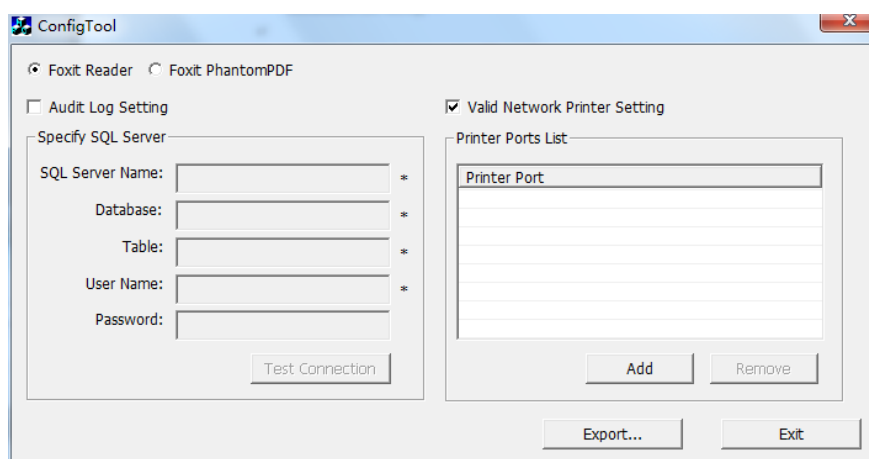 ConfigTool
Foxit Reader Foxit PhantomPDF
Audit Log Setting
Valid Network Printer Setting
Specify SQL Server
SQL Server Name: *
Database: *
Table: *
User Name: *
Password:
Test Connection
Printer Ports List
Printer Port
Add Remove
Export... Exit